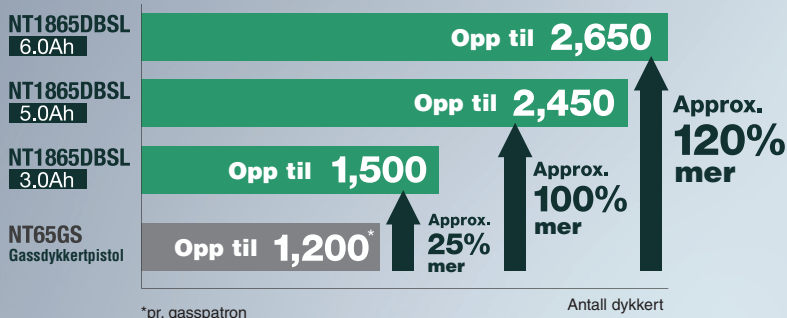 NT1865DBSL
6.0Ah
Opp til 2,650
NT1865DBSL
5.0Ah
Opp til 2,450
NT1865DBSL
3.0Ah
Opp til 1,500
NT65GS
Gassdykkertpistol
Opp til 1,200*
Approx.
25%
mer
Approx.
100%
mer
Approx.
120%
mer
*pr. gasspatron
Antall dykkert